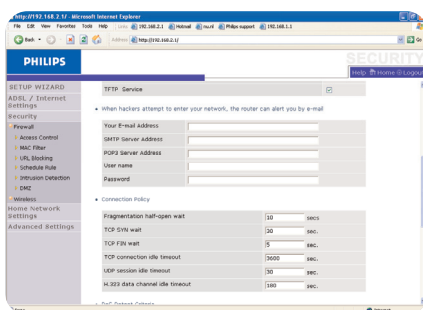 http://192.168.2.1/ - Microsoft Internet Explorer
File Edit View Favorites Tools Help Links 192.168.2.1 Hotmail nu.nl Philips support 192.168.1.1
Back
Address http://192.168.2.1/ Go
PHILIPS
SECURITY
Help Home Logout
SETUP WIZARD
ADSL / Internet
Settings
Security
Firewall
Access Control
MAC Filter
URL Blocking
Schedule Rule
Intrusion Detection
DMZ
Wireless
Home Network
Settings
Advanced Settings
TFTP Service
When hackers attempt to enter your network, the router can alert you by e-mail
Your E-mail Address
SMTP Server Address
POP3 Server Address
User name
Password
Connection Policy
Fragmentation half-open wait 10 secs
TCP SYN wait 30 sec.
TCP FIN wait 5 sec.
TCP connection idle timeout 3600 sec.
UDP session idle timeout 30 sec.
H.323 data channel idle timeout 180 sec.
DoS Detect Criteria
Internet